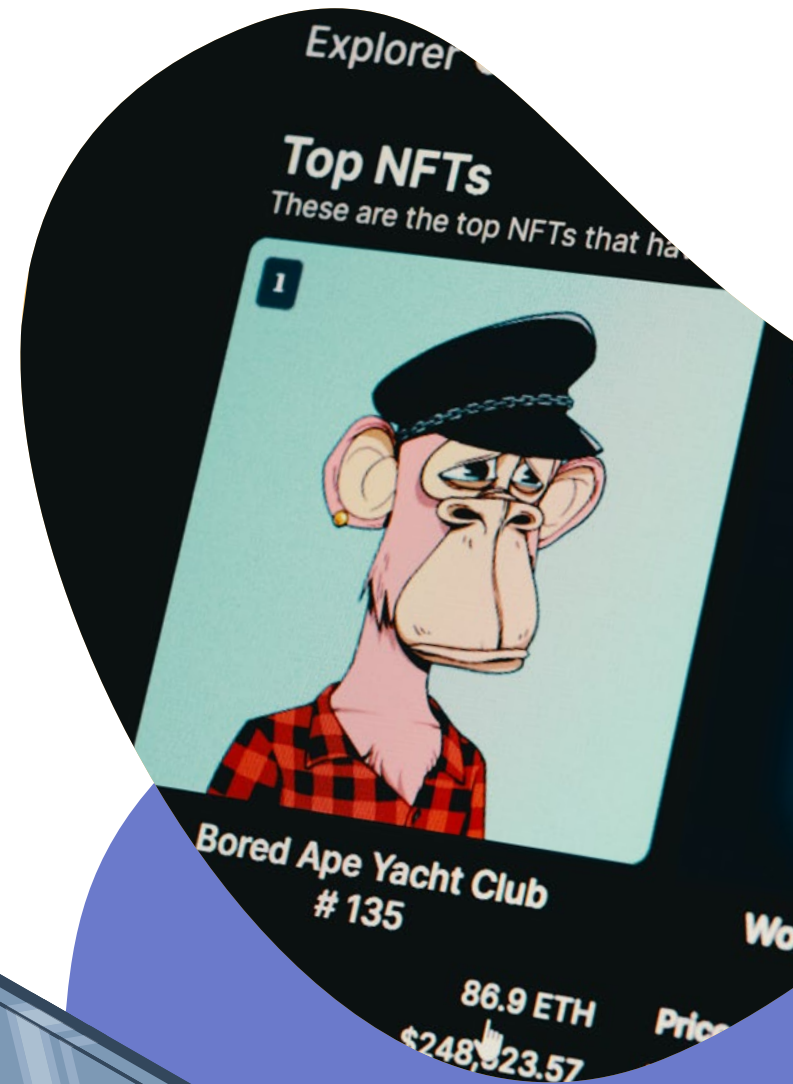 Explorer
Top NFTs
These are the top NFTs that
1
Bored Ape Yacht Club
# 135
86.9 ETH